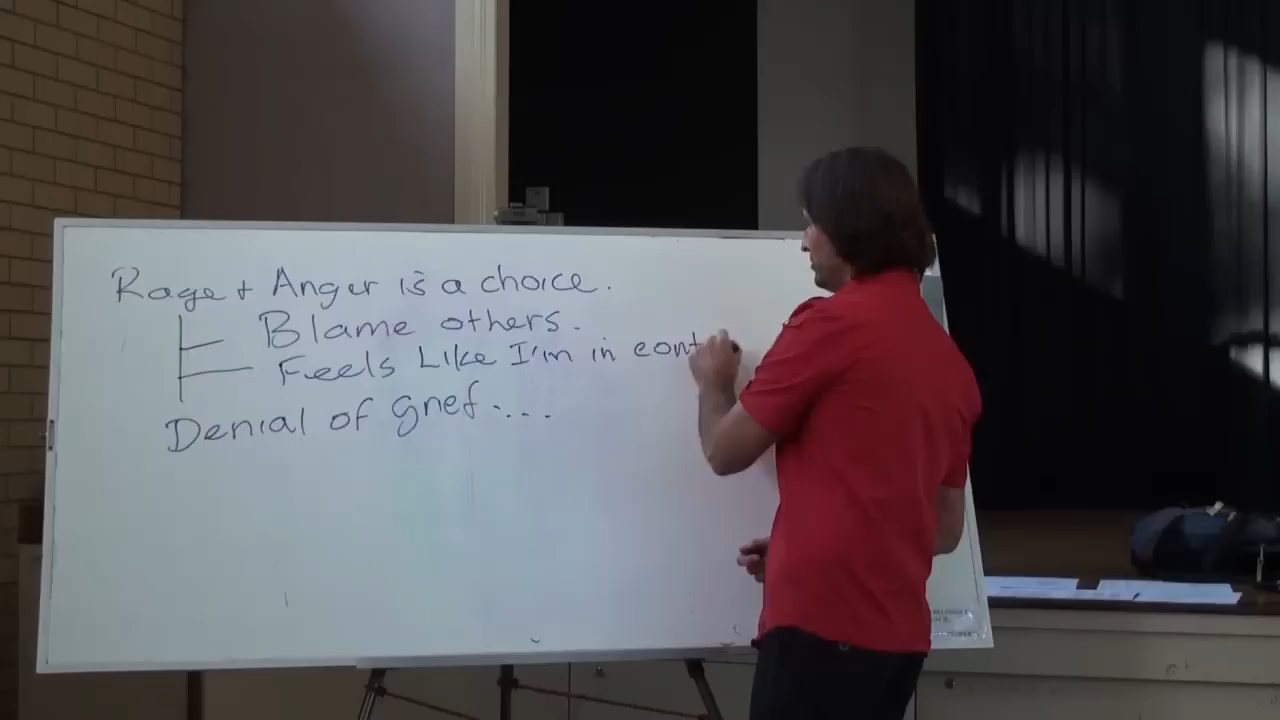 Rage + Anger is a choice.
Blame others.
Feels Like I'm in cont
Denial of grief....